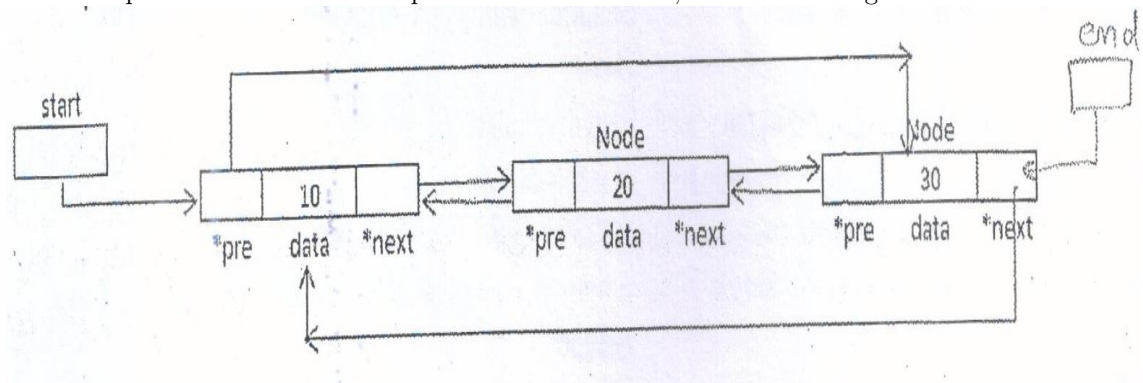 end
start
Node
Node
10
20
30
*pre data *next
*pre data *next
*pre data *next